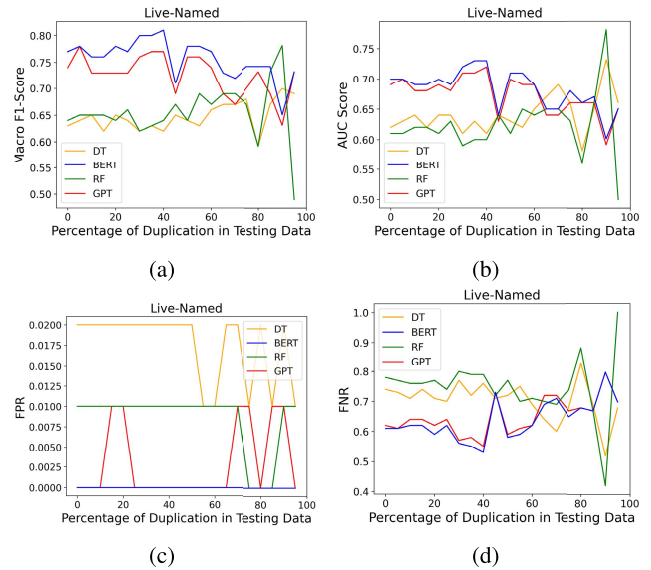 Live-Named
Macro F1-Score
0.80
0.75
0.70
0.65
0.60
0.55
0.50
DT
BERT
RF
GPT
0 20 40 60 80 100
Percentage of Duplication in Testing Data
(a)
Live-Named
AUC Score
0.75
0.70
0.65
0.60
0.55
0.50
DT
BERT
RF
GPT
0 20 40 60 80 100
Percentage of Duplication in Testing Data
(b)
Live-Named
FPR
0.0200
0.0175
0.0150
0.0125
0.0100
0.0075
0.0050
0.0025
0.0000
DT
BERT
RF
GPT
0 20 40 60 80 100
Percentage of Duplication in Testing Data
(c)
Live-Named
FNR
1.0
0.9
0.8
0.7
0.6
0.5
0.4
DT
BERT
RF
GPT
0 20 40 60 80 100
Percentage of Duplication in Testing Data
(d)